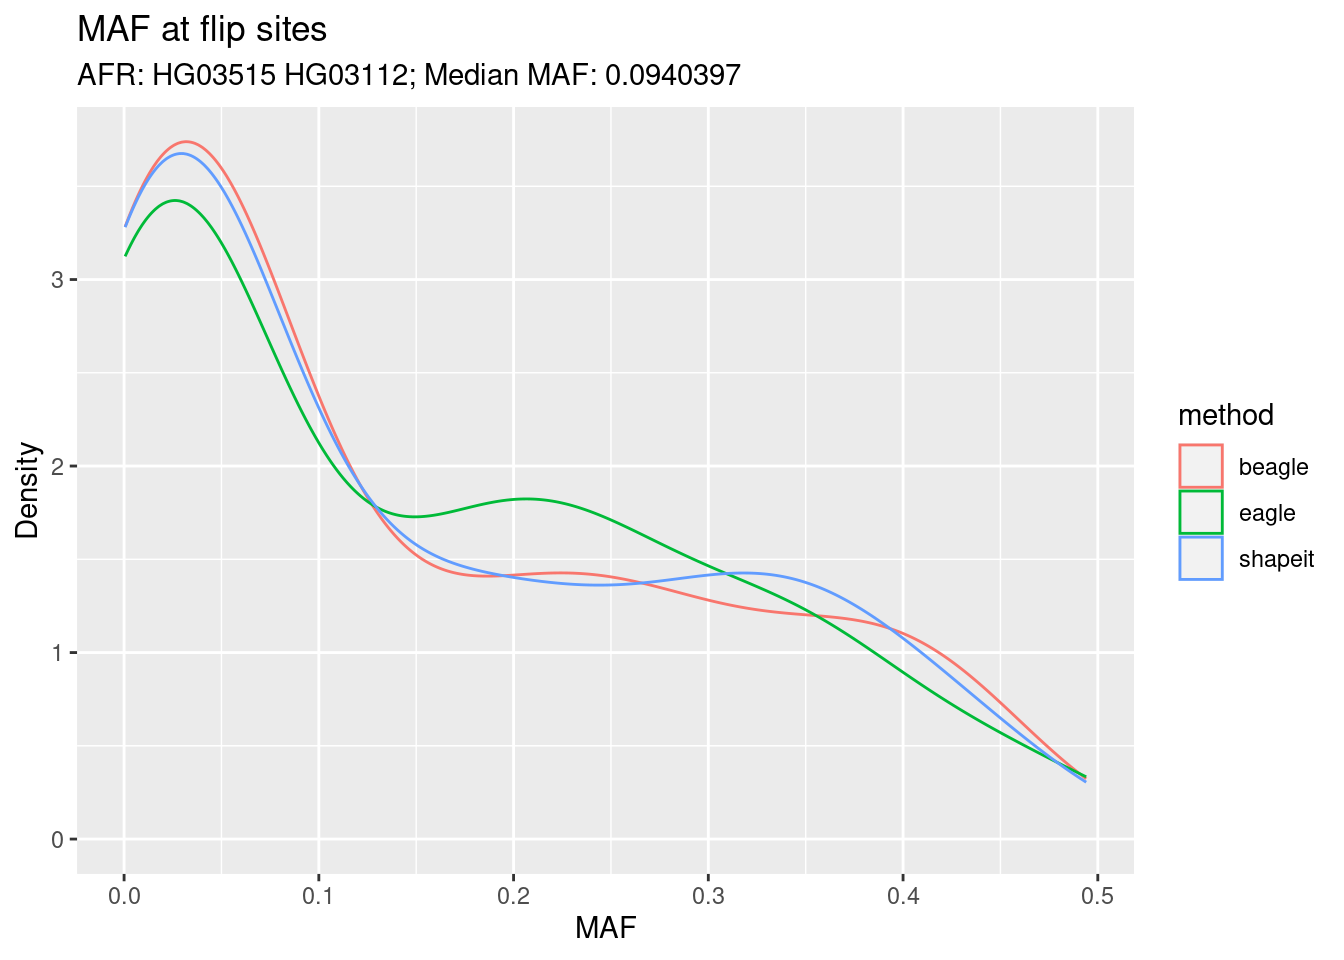 MAF at flip sites
AFR: HG03515 HG03112; Median MAF: 0.0940397
Density
3
2
1
0
0.0 0.1 0.2 0.3 0.4 0.5
MAF
method
beagle
eagle
shapeit